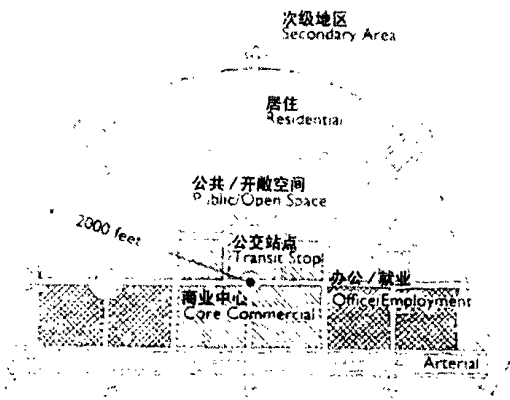 次级地区
Secondary Area
居住
Residential
公共/开敞空间
Public/Open Space
2000 feet
公交站点
Transit Stop
办公/就业
Office/Employment
商业中心
Core Commercial
Arterial